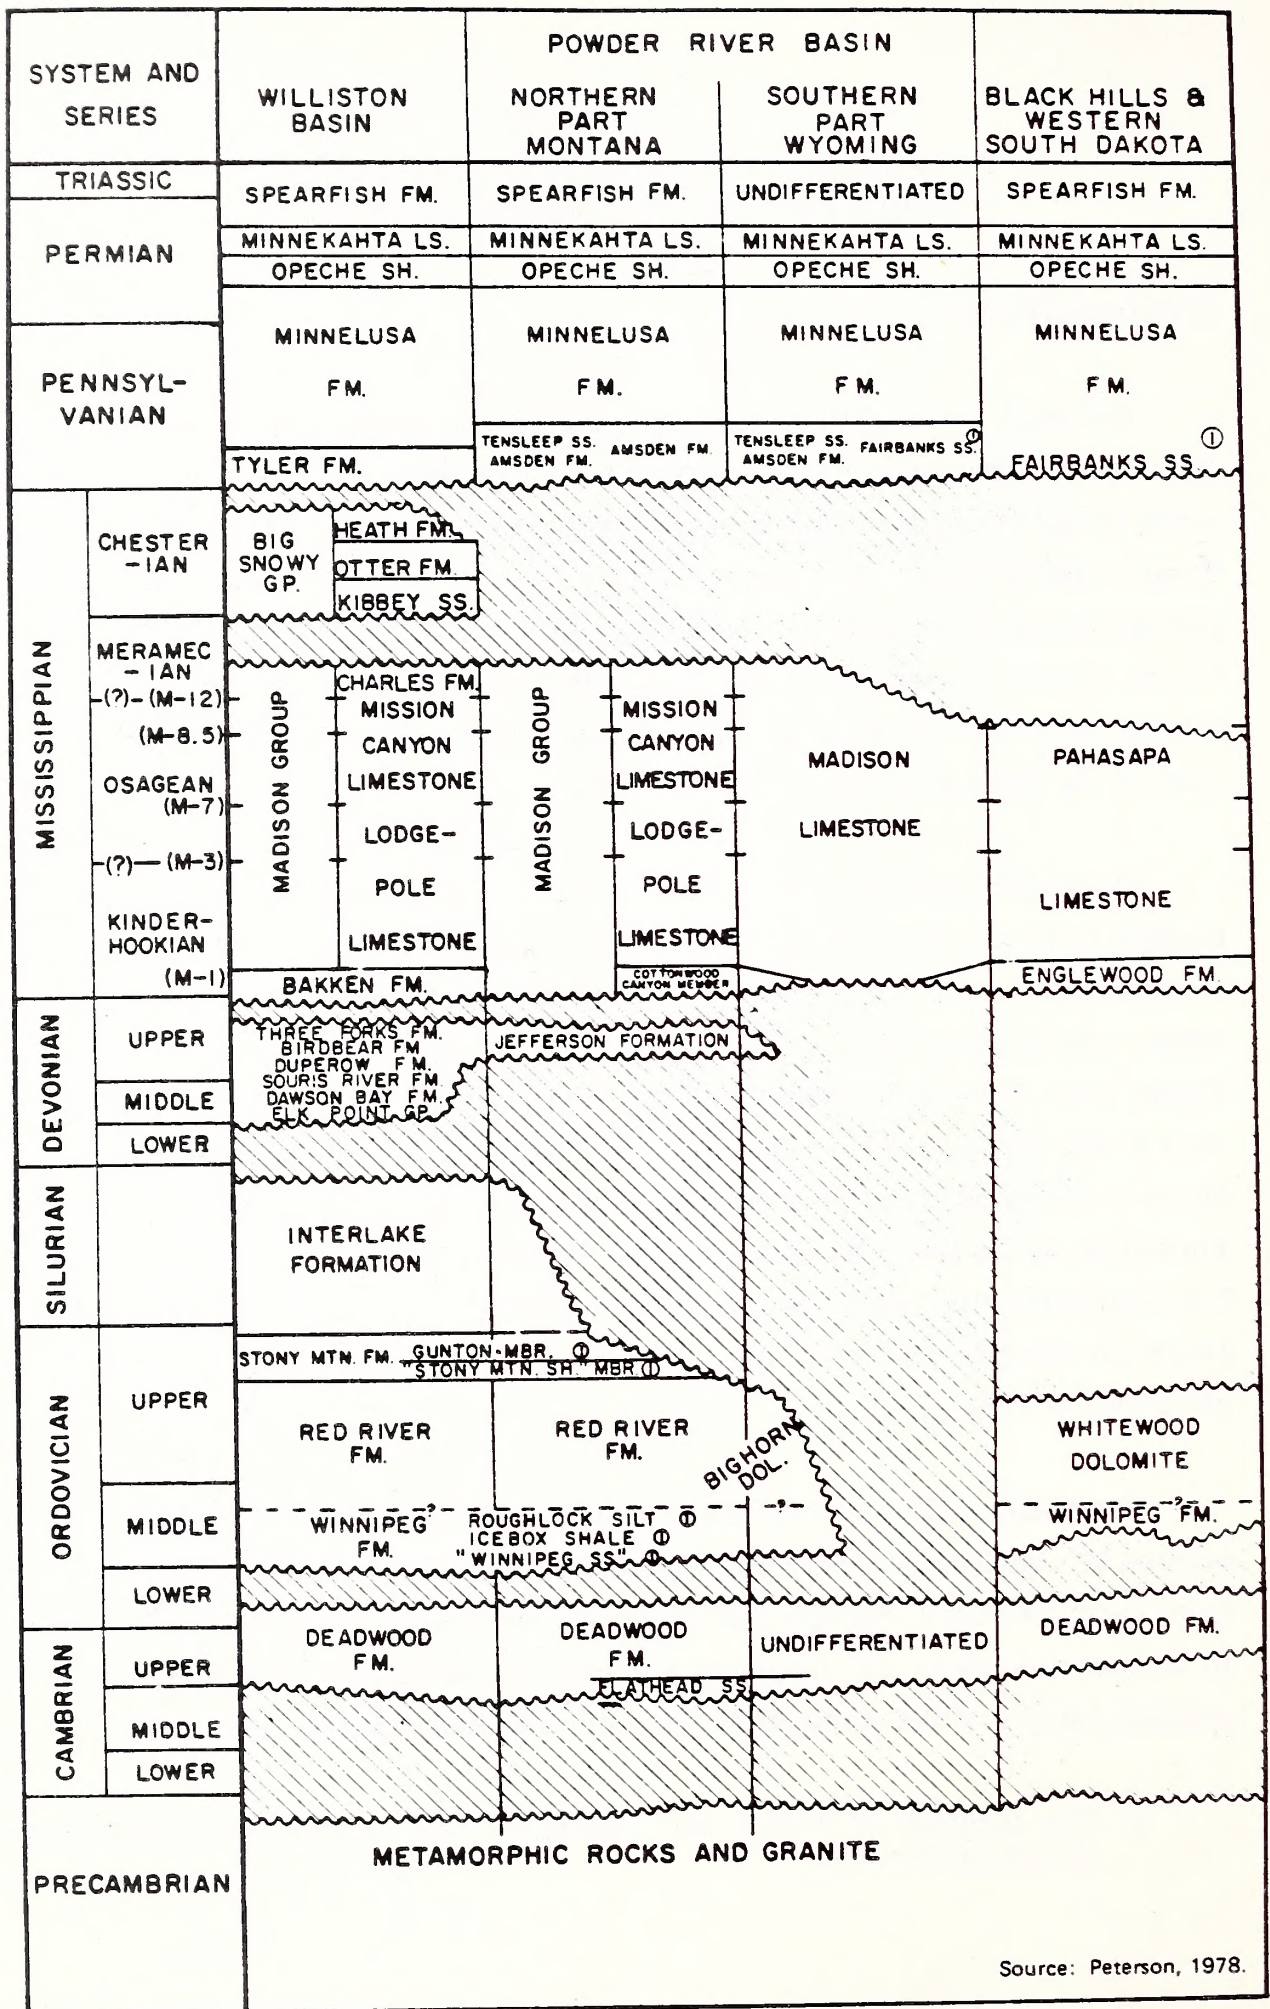 SYSTEM AND
SERIES
WILLISTON
BASIN
POWDER RIVER BASIN
NORTHERN
PART
MONTANA
SOUTHERN
PART
WYOMING
BLACK HILLS &
WESTERN
SOUTH DAKOTA
TRIASSIC
SPEARFISH FM.
SPEARFISH FM.
UNDIFFERENTIATED
SPEARFISH FM.
PERMIAN
MINNEKAHTA LS.
MINNEKAHTA LS.
MINNEKAHTA LS.
MINNEKAHTA LS.
OPECHE SH.
OPECHE SH.
OPECHE SH.
OPECHE SH.
PENNSYL-
VANIAN
MINNELUSA
FM.
MINNELUSA
FM.
MINNELUSA
FM.
MINNELUSA
FM.
TYLER FM.
TENSLEEP SS.
AMSDEN FM.
AMSDEN FM.
TENSLEEP SS.
AMSDEN FM.
FAIRBANKS SS. ①
①
FAIRBANKS SS.
MISSISSIPPIAN
CHESTER
-IAN
BIG
SNOWY
GP.
HEATH FM.
OTTER FM.
KIBBEY SS.
MERAMEC
-IAN
-(?)- (M-12)
(M-8.5)
OSAGEAN
(M-7)
-(?)- (M-3)
KINDER-
HOOKIAN
(M-1)
MADISON GROUP
CHARLES FM.
MISSION
CANYON
LIMESTONE
LODGE-
POLE
LIMESTONE
BAKKEN FM.
MADISON GROUP
MISSION
CANYON
LIMESTONE
LODGE-
POLE
LIMESTONE
COTTONWOOD
CANYON MEMBER
MADISON
LIMESTONE
PAHASAPA
LIMESTONE
ENGLEWOOD FM.
DEVONIAN
UPPER
MIDDLE
LOWER
THREE FORKS FM.
BIRDBEAR FM
DUPEROW FM.
SOURIS RIVER FM.
DAWSON BAY FM.
ELK POINT GP.
JEFFERSON FORMATION
SILURIAN
INTERLAKE
FORMATION
ORDOVICIAN
UPPER
MIDDLE
LOWER
STONY MTN. FM.
GUNTON-MBR. ①
"STONY MTN. SH." MBR. ①
RED RIVER
FM.
RED RIVER
FM.
BIGHORN
DOL.
WHITEWOOD
DOLOMITE
?
?
?
WINNIPEG
FM.
ROUGHLOCK SILT ①
ICEBOX SHALE ①
"WINNIPEG SS" ①
WINNIPEG FM.
CAMBRIAN
UPPER
MIDDLE
LOWER
DEADWOOD
FM.
DEADWOOD
FM.
FLATHEAD SS
UNDIFFERENTIATED
DEADWOOD FM.
PRECAMBRIAN
METAMORPHIC ROCKS AND GRANITE
Source: Peterson, 1978.